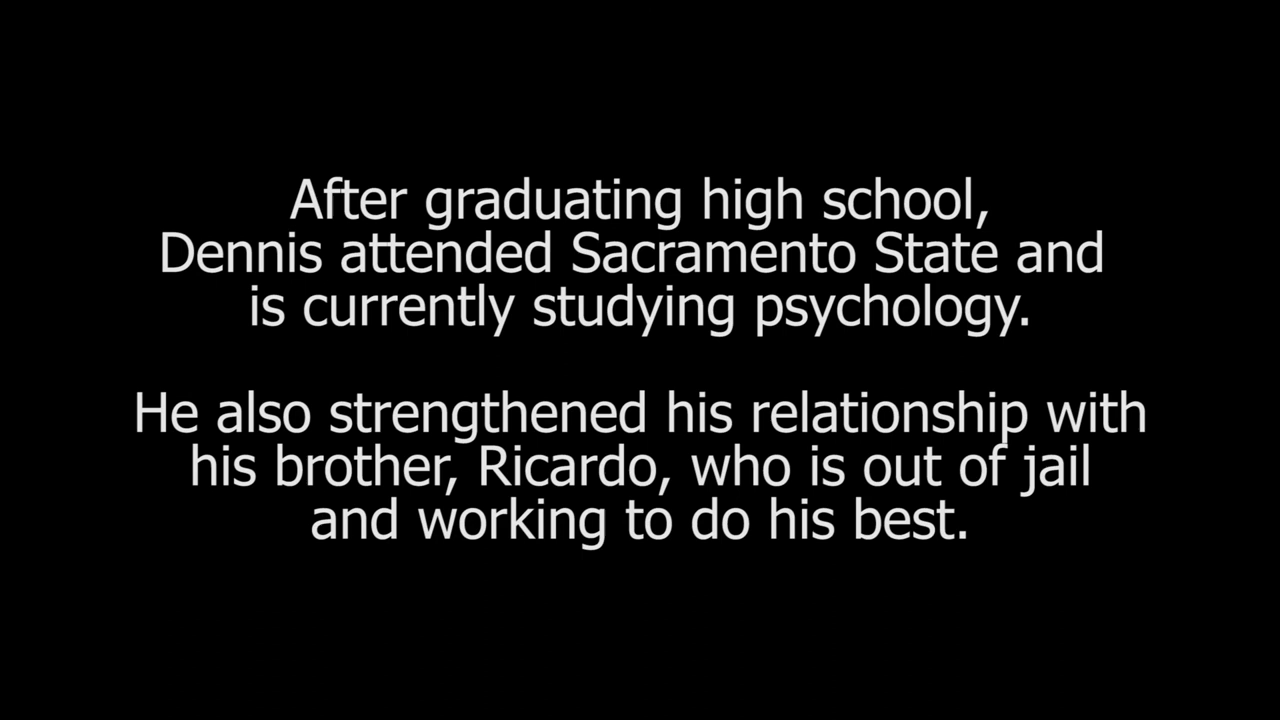 After graduating high school,
Dennis attended Sacramento State and
is currently studying psychology.
He also strengthened his relationship with
his brother, Ricardo, who is out of jail
and working to do his best.